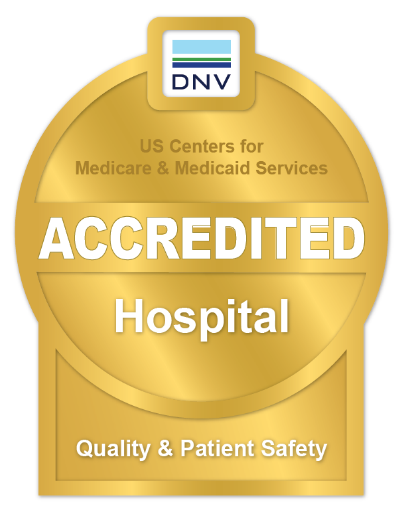 DNV
US Centers for
Medicare & Medicaid Services
ACCREDITED
Hospital
Quality & Patient Safety